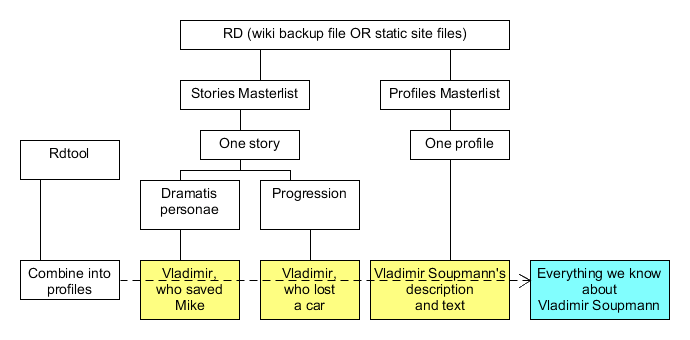 RD (wiki backup file OR static site files)
Stories Masterlist
Profiles Masterlist
One story
One profile
Rdtool
Dramatis
personae
Progression
Combine into
profiles
Vladimir,
who saved
Mike
Vladimir,
who lost
a car
Vladimir Soupmann's
description
and text
Everything we know
about
Vladimir Soupmann